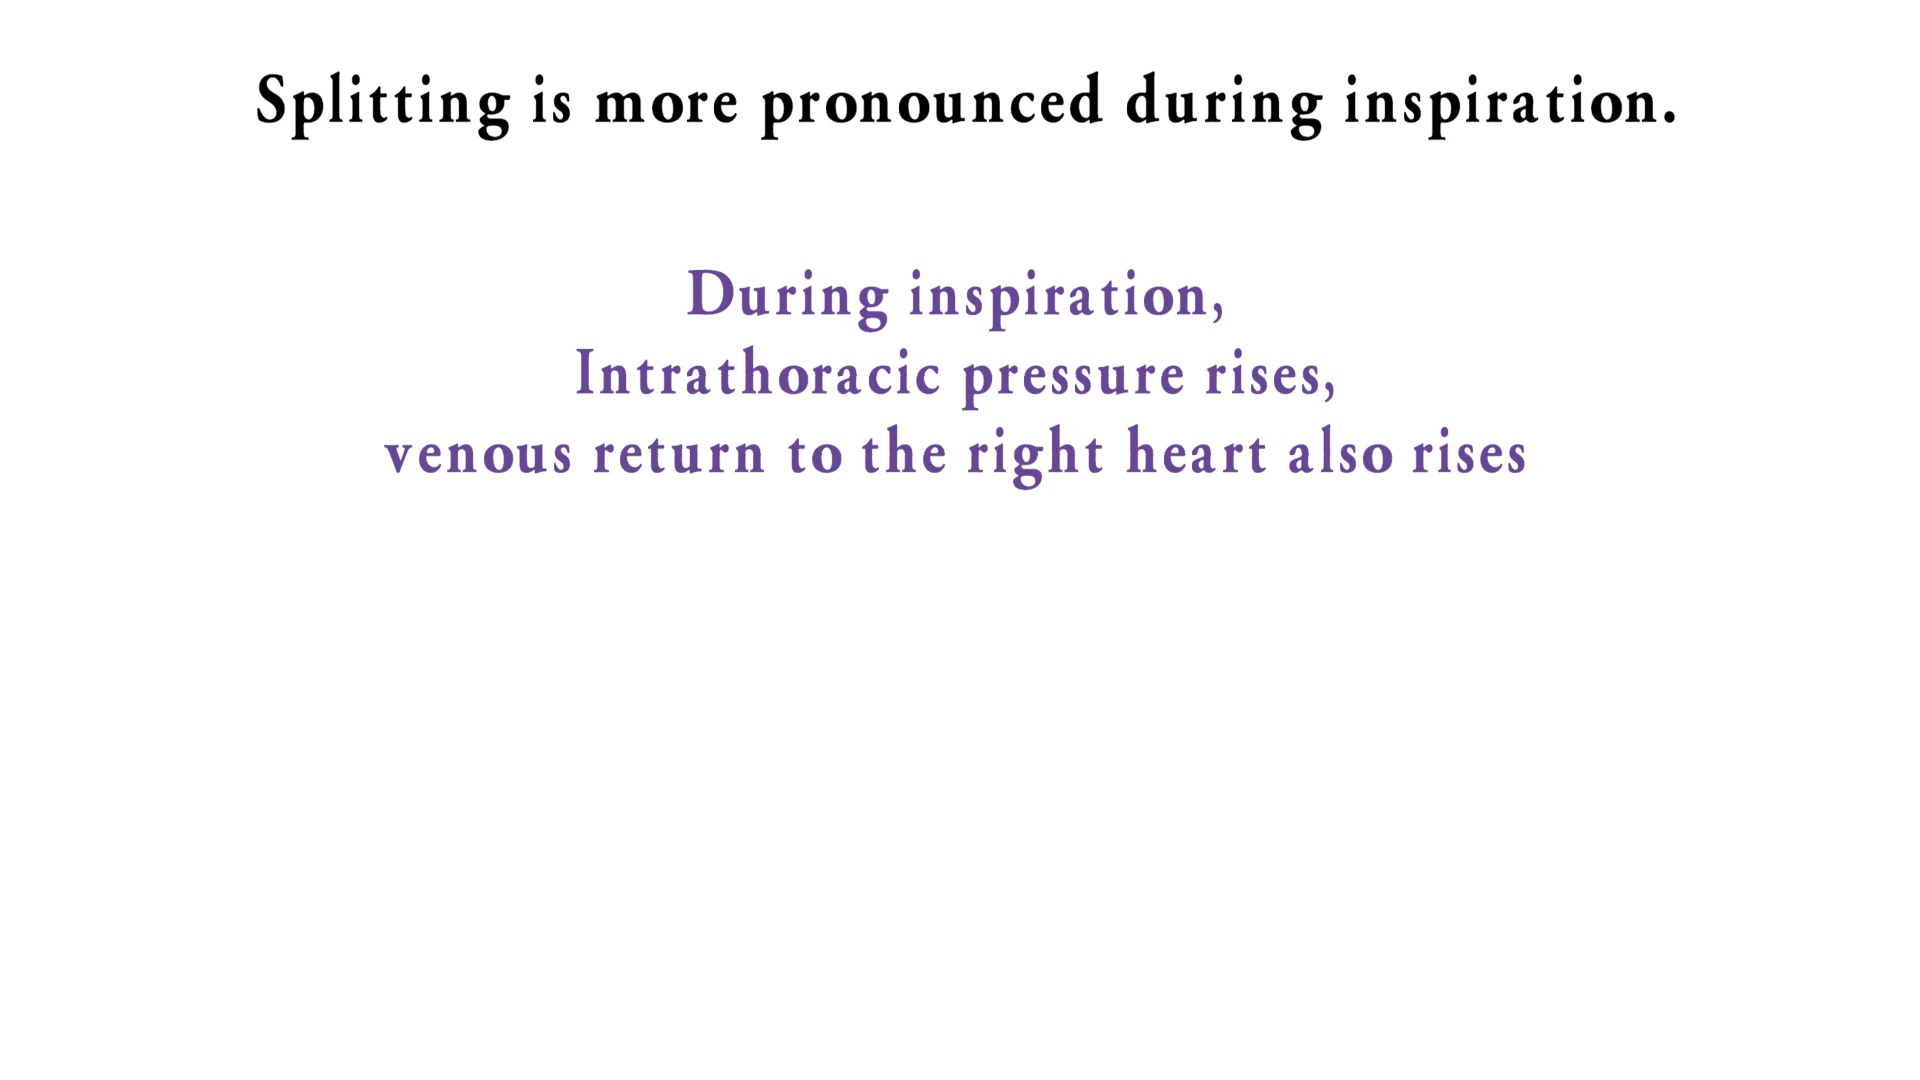 Splitting is more pronounced during inspiration.
During inspiration,
Intrathoracic pressure rises,
venous return to the right heart also rises